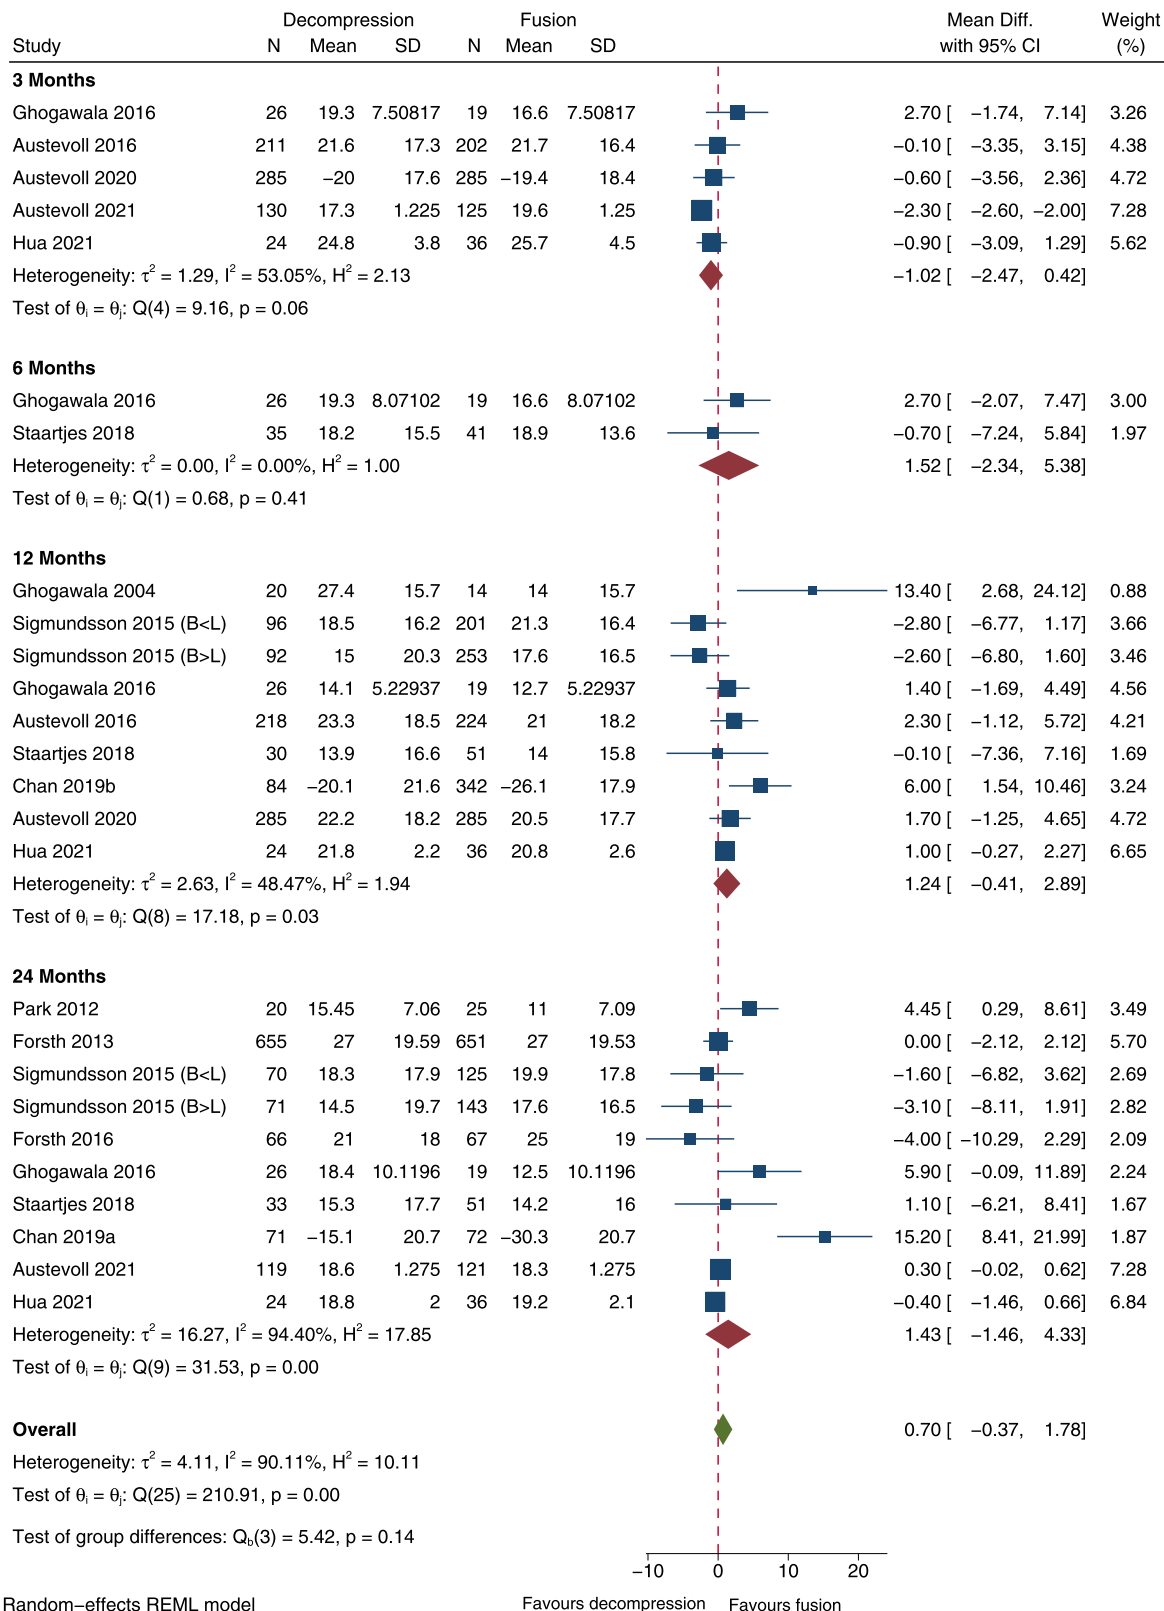 Decompression Fusion Mean Diff. Weight
Study N Mean SD N Mean SD with 95% CI (%)
3 Months
Ghogawala 2016 26 19.3 7.50817 19 16.6 7.50817 2.70 [ −1.74, 7.14] 3.26
Austevoll 2016 211 21.6 17.3 202 21.7 16.4 −0.10 [ −3.35, 3.15] 4.38
Austevoll 2020 285 −20 17.6 285 −19.4 18.4 −0.60 [ −3.56, 2.36] 4.72
Austevoll 2021 130 17.3 1.225 125 19.6 1.25 −2.30 [ −2.60, −2.00] 7.28
Hua 2021 24 24.8 3.8 36 25.7 4.5 −0.90 [ −3.09, 1.29] 5.62
Heterogeneity: τ² = 1.29, I² = 53.05%, H² = 2.13 −1.02 [ −2.47, 0.42]
Test of θᵢ = θⱼ: Q(4) = 9.16, p = 0.06
6 Months
Ghogawala 2016 26 19.3 8.07102 19 16.6 8.07102 2.70 [ −2.07, 7.47] 3.00
Staartjes 2018 35 18.2 15.5 41 18.9 13.6 −0.70 [ −7.24, 5.84] 1.97
Heterogeneity: τ² = 0.00, I² = 0.00%, H² = 1.00 1.52 [ −2.34, 5.38]
Test of θᵢ = θⱼ: Q(1) = 0.68, p = 0.41
12 Months
Ghogawala 2004 20 27.4 15.7 14 14 15.7 13.40 [ 2.68, 24.12] 0.88
Sigmundsson 2015 (B<L) 96 18.5 16.2 201 21.3 16.4 −2.80 [ −6.77, 1.17] 3.66
Sigmundsson 2015 (B>L) 92 15 20.3 253 17.6 16.5 −2.60 [ −6.80, 1.60] 3.46
Ghogawala 2016 26 14.1 5.22937 19 12.7 5.22937 1.40 [ −1.69, 4.49] 4.56
Austevoll 2016 218 23.3 18.5 224 21 18.2 2.30 [ −1.12, 5.72] 4.21
Staartjes 2018 30 13.9 16.6 51 14 15.8 −0.10 [ −7.36, 7.16] 1.69
Chan 2019b 84 −20.1 21.6 342 −26.1 17.9 6.00 [ 1.54, 10.46] 3.24
Austevoll 2020 285 22.2 18.2 285 20.5 17.7 1.70 [ −1.25, 4.65] 4.72
Hua 2021 24 21.8 2.2 36 20.8 2.6 1.00 [ −0.27, 2.27] 6.65
Heterogeneity: τ² = 2.63, I² = 48.47%, H² = 1.94 1.24 [ −0.41, 2.89]
Test of θᵢ = θⱼ: Q(8) = 17.18, p = 0.03
24 Months
Park 2012 20 15.45 7.06 25 11 7.09 4.45 [ 0.29, 8.61] 3.49
Forsth 2013 655 27 19.59 651 27 19.53 0.00 [ −2.12, 2.12] 5.70
Sigmundsson 2015 (B<L) 70 18.3 17.9 125 19.9 17.8 −1.60 [ −6.82, 3.62] 2.69
Sigmundsson 2015 (B>L) 71 14.5 19.7 143 17.6 16.5 −3.10 [ −8.11, 1.91] 2.82
Forsth 2016 66 21 18 67 25 19 −4.00 [ −10.29, 2.29] 2.09
Ghogawala 2016 26 18.4 10.1196 19 12.5 10.1196 5.90 [ −0.09, 11.89] 2.24
Staartjes 2018 33 15.3 17.7 51 14.2 16 1.10 [ −6.21, 8.41] 1.67
Chan 2019a 71 −15.1 20.7 72 −30.3 20.7 15.20 [ 8.41, 21.99] 1.87
Austevoll 2021 119 18.6 1.275 121 18.3 1.275 0.30 [ −0.02, 0.62] 7.28
Hua 2021 24 18.8 2 36 19.2 2.1 −0.40 [ −1.46, 0.66] 6.84
Heterogeneity: τ² = 16.27, I² = 94.40%, H² = 17.85 1.43 [ −1.46, 4.33]
Test of θᵢ = θⱼ: Q(9) = 31.53, p = 0.00
Overall 0.70 [ −0.37, 1.78]
Heterogeneity: τ² = 4.11, I² = 90.11%, H² = 10.11
Test of θᵢ = θⱼ: Q(25) = 210.91, p = 0.00
Test of group differences: Q_b(3) = 5.42, p = 0.14
−10 0 10 20
Random−effects REML model Favours decompression Favours fusion